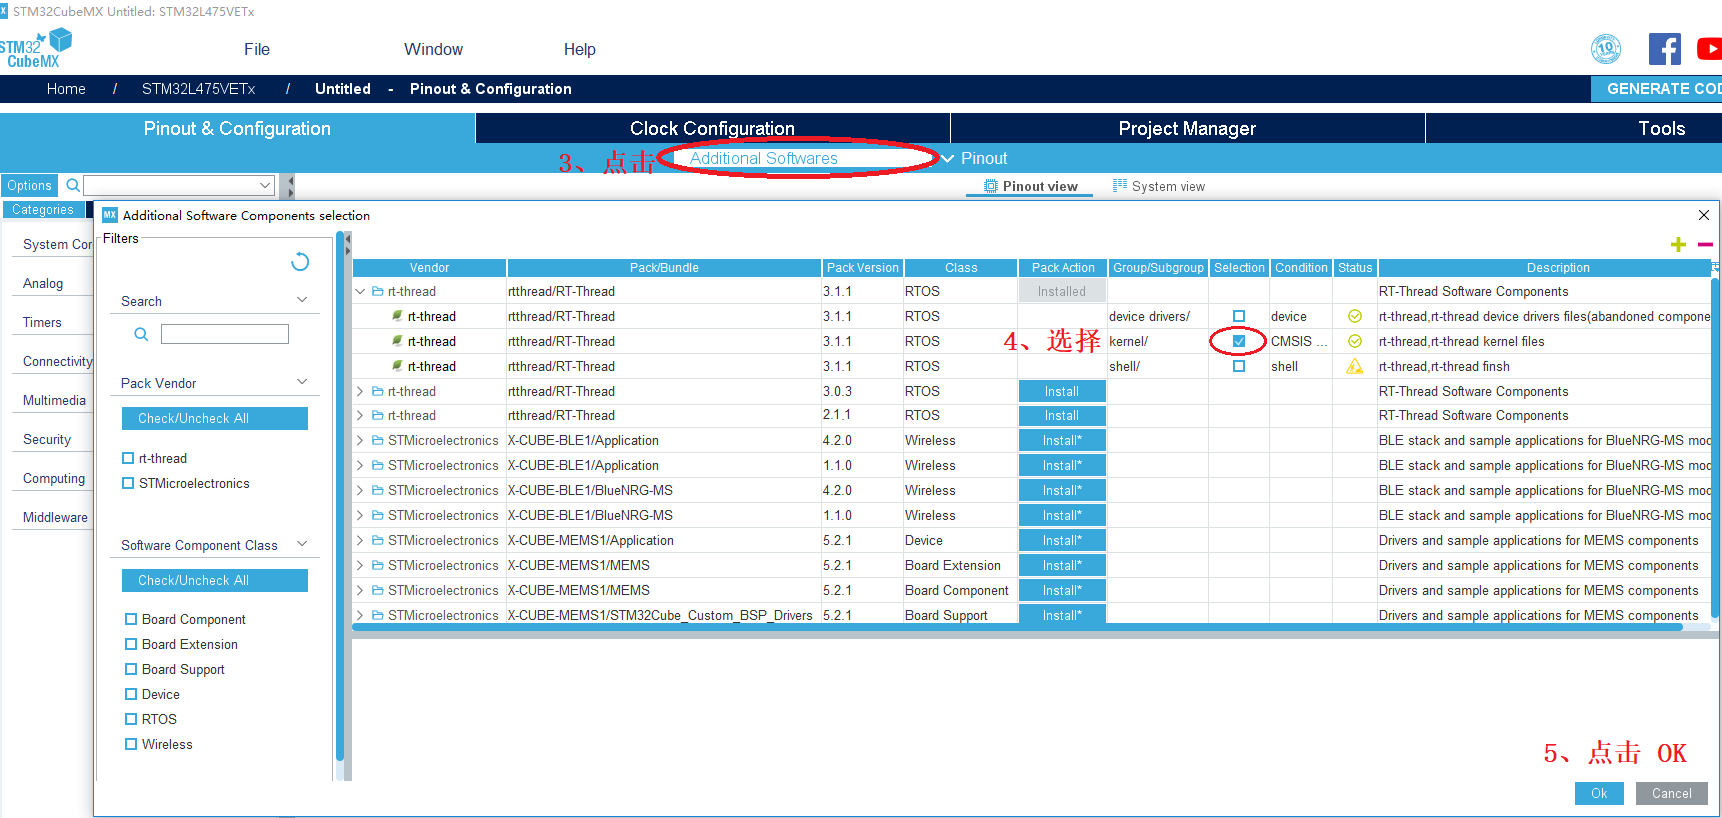 STM32CubeMX Untitled: STM32L475VETx
STM32
CubeMX
File Window Help
10
Home / STM32L475VETx / Untitled - Pinout & Configuration
GENERATE COD
Pinout & Configuration Clock Configuration Project Manager Tools
3、点击 Additional Softwares Pinout
Options Pinout view System view
Categories
System Cor
Analog
Timers
Connectivity
Multimedia
Security
Computing
Middleware
MX Additional Software Components selection
Filters
Search
Pack Vendor
Check/Uncheck All
rt-thread
STMicroelectronics
Software Component Class
Check/Uncheck All
Board Component
Board Extension
Board Support
Device
RTOS
Wireless
Vendor Pack/Bundle Pack Version Class Pack Action Group/Subgroup Selection Condition Status Description
rt-thread rtthread/RT-Thread 3.1.1 RTOS Installed RT-Thread Software Components
rt-thread rtthread/RT-Thread 3.1.1 RTOS device drivers/ device rt-thread,rt-thread device drivers files(abandoned compone
rt-thread rtthread/RT-Thread 3.1.1 RTOS 4、选择 kernel/ CMSIS ... rt-thread,rt-thread kernel files
rt-thread rtthread/RT-Thread 3.1.1 RTOS shell/ shell rt-thread,rt-thread finsh
rt-thread rtthread/RT-Thread 3.0.3 RTOS Install RT-Thread Software Components
rt-thread rtthread/RT-Thread 2.1.1 RTOS Install RT-Thread Software Components
STMicroelectronics X-CUBE-BLE1/Application 4.2.0 Wireless Install* BLE stack and sample applications for BlueNRG-MS moc
STMicroelectronics X-CUBE-BLE1/Application 1.1.0 Wireless Install* BLE stack and sample applications for BlueNRG-MS moc
STMicroelectronics X-CUBE-BLE1/BlueNRG-MS 4.2.0 Wireless Install* BLE stack and sample applications for BlueNRG-MS moc
STMicroelectronics X-CUBE-BLE1/BlueNRG-MS 1.1.0 Wireless Install* BLE stack and sample applications for BlueNRG-MS moc
STMicroelectronics X-CUBE-MEMS1/Application 5.2.1 Device Install* Drivers and sample applications for MEMS components
STMicroelectronics X-CUBE-MEMS1/MEMS 5.2.1 Board Extension Install* Drivers and sample applications for MEMS components
STMicroelectronics X-CUBE-MEMS1/MEMS 5.2.1 Board Component Install* Drivers and sample applications for MEMS components
STMicroelectronics X-CUBE-MEMS1/STM32Cube_Custom_BSP_Drivers 5.2.1 Board Support Install* Drivers and sample applications for MEMS components
5、点击 OK
Ok Cancel